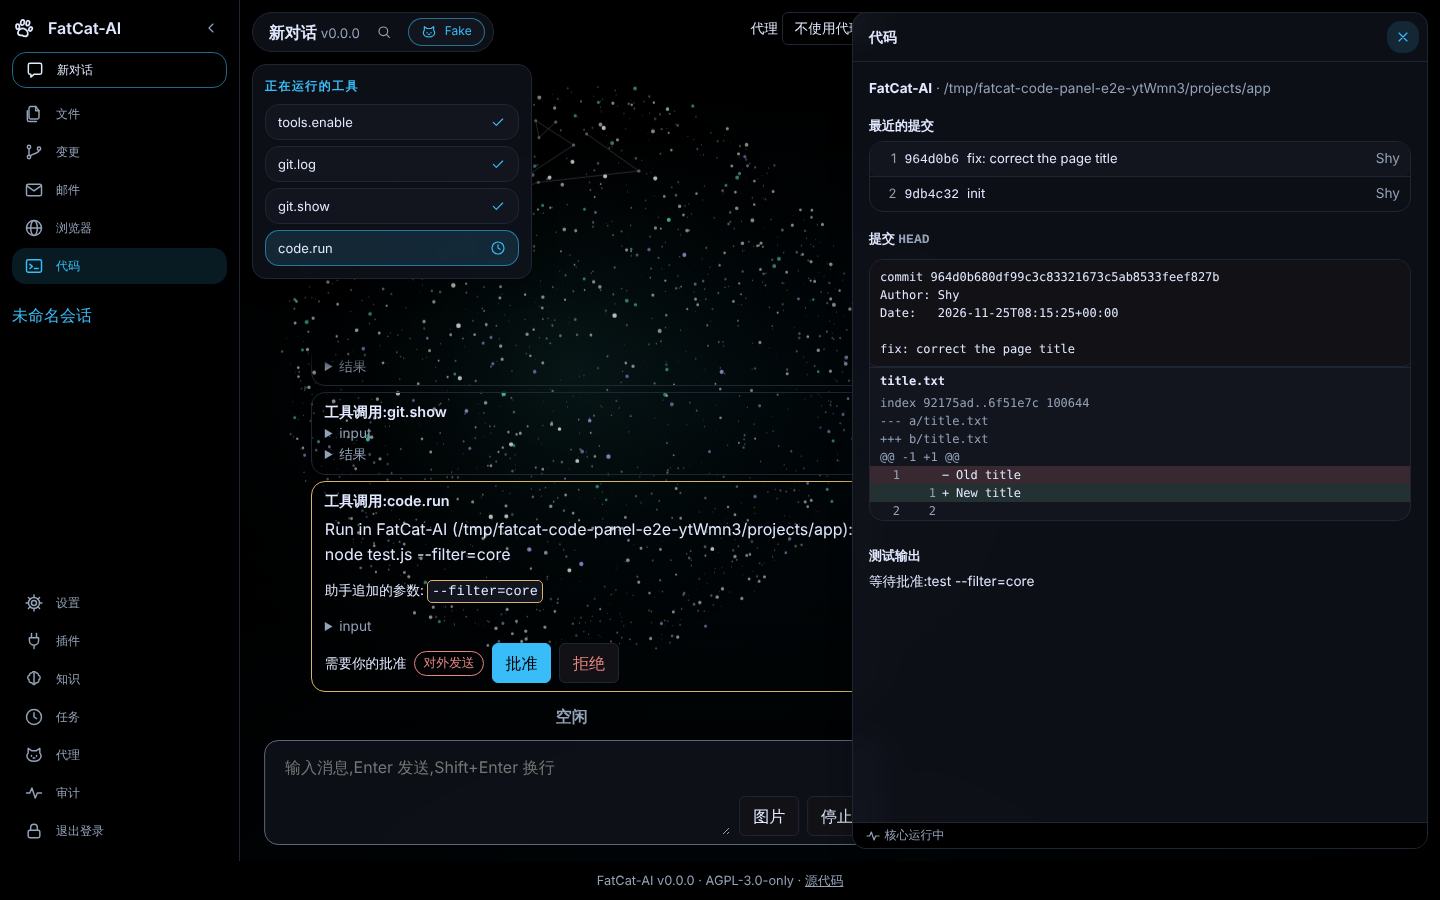 FatCat-AI
新对话
文件
变更
邮件
浏览器
代码
未命名会话
设置
插件
知识
任务
代理
审计
退出登录
新对话 v0.0.0
Fake
代理 不使用代
正在运行的工具
tools.enable
git.log
git.show
code.run
结果
工具调用:git.show
input
结果
工具调用:code.run
Run in FatCat-AI (/tmp/fatcat-code-panel-e2e-ytWmn3/projects/app):
node test.js --filter=core
助手追加的参数: --filter=core
input
需要你的批准 对外发送 批准 拒绝
空闲
输入消息,Enter 发送,Shift+Enter 换行
图片 停止
代码
FatCat-AI · /tmp/fatcat-code-panel-e2e-ytWmn3/projects/app
最近的提交
1 964d0b6 fix: correct the page title Shy
2 9db4c32 init Shy
提交 HEAD
commit 964d0b680df99c3c83321673c5ab8533feef827b
Author: Shy
Date:   2026-11-25T08:15:25+00:00
fix: correct the page title
title.txt
index 92175ad..6f51e7c 100644
--- a/title.txt
+++ b/title.txt
@@ -1 +1 @@
1 − Old title
1 + New title
2 2
测试输出
等待批准:test --filter=core
核心运行中
FatCat-AI v0.0.0 · AGPL-3.0-only · 源代码